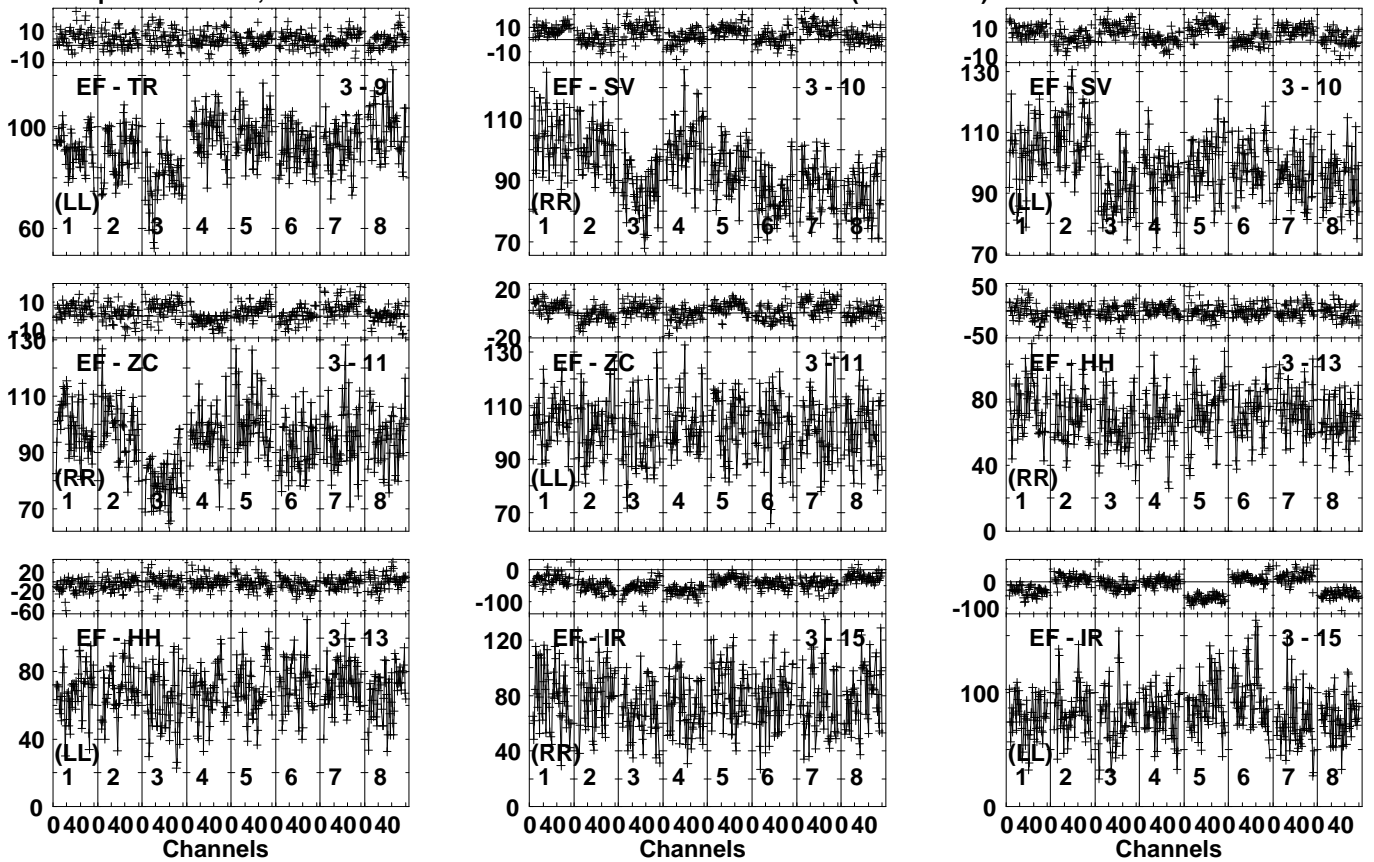 10 10 10
-10 -10 -10
EF - TR 3 - 9 EF - SV 3 - 10 130 EF - SV 3 - 10
100 110 110
90 90
(LL) (RR) (LL)
60 1 2 3 4 5 6 7 8 70 1 2 3 4 5 6 7 8 70 1 2 3 4 5 6 7 8
10 20 50
-10 -20 -50
130 EF - ZC 3 - 11 130 EF - ZC 3 - 11 EF - HH 3 - 13
110 110 80
90 90 40
(RR) (LL) (RR)
70 1 2 3 4 5 6 7 8 70 1 2 3 4 5 6 7 8 0 1 2 3 4 5 6 7 8
20 0 0
-20
-60 -100 -100
EF - HH 3 - 13 120 EF - IR 3 - 15 EF - IR 3 - 15
80 80 100
40 40
(LL) (RR) (LL)
1 2 3 4 5 6 7 8 1 2 3 4 5 6 7 8 1 2 3 4 5 6 7 8
0 0 0
0 40 0 40 0 40 0 40 0 40 0 40 0 40 0 40 0 40 0 40 0 40 0 40 0 40 0 40 0 40 0 40 0 40 0 40 0 40 0 40 0 40 0 40 0 40 0 40
Channels Channels Channels